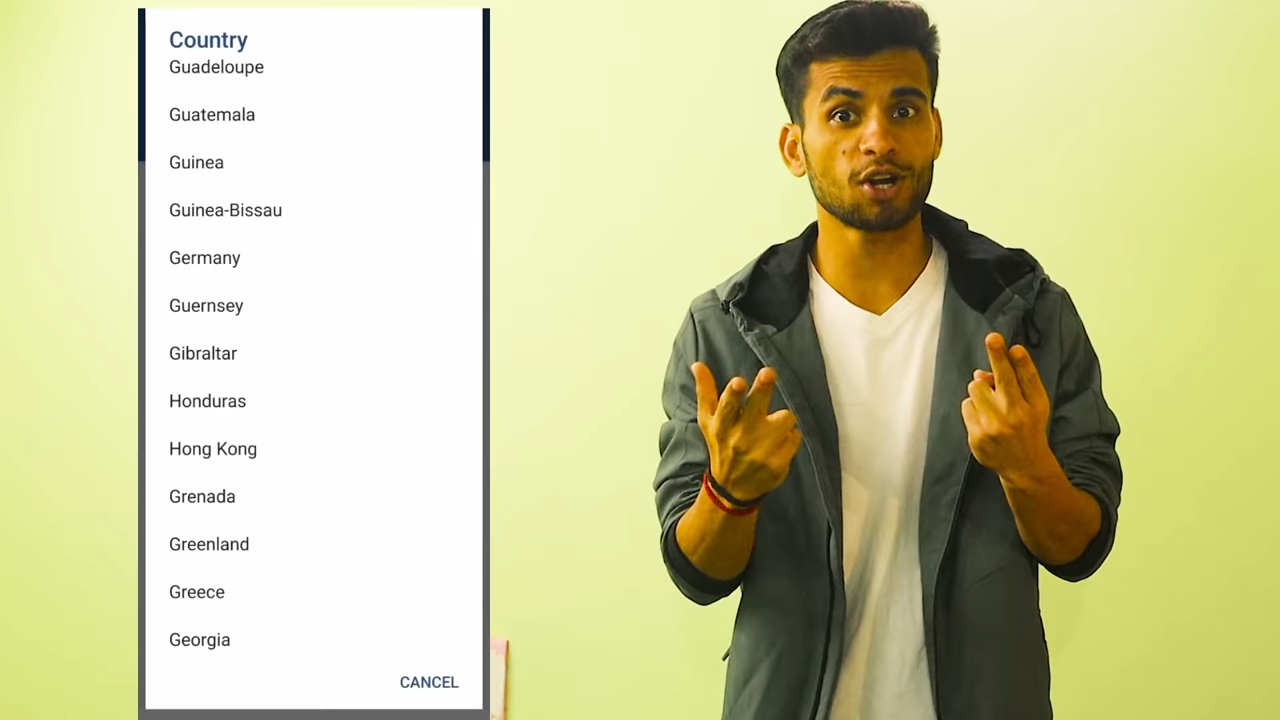 Country
Guadeloupe
Guatemala
Guinea
Guinea-Bissau
Germany
Guernsey
Gibraltar
Honduras
Hong Kong
Grenada
Greenland
Greece
Georgia
CANCEL